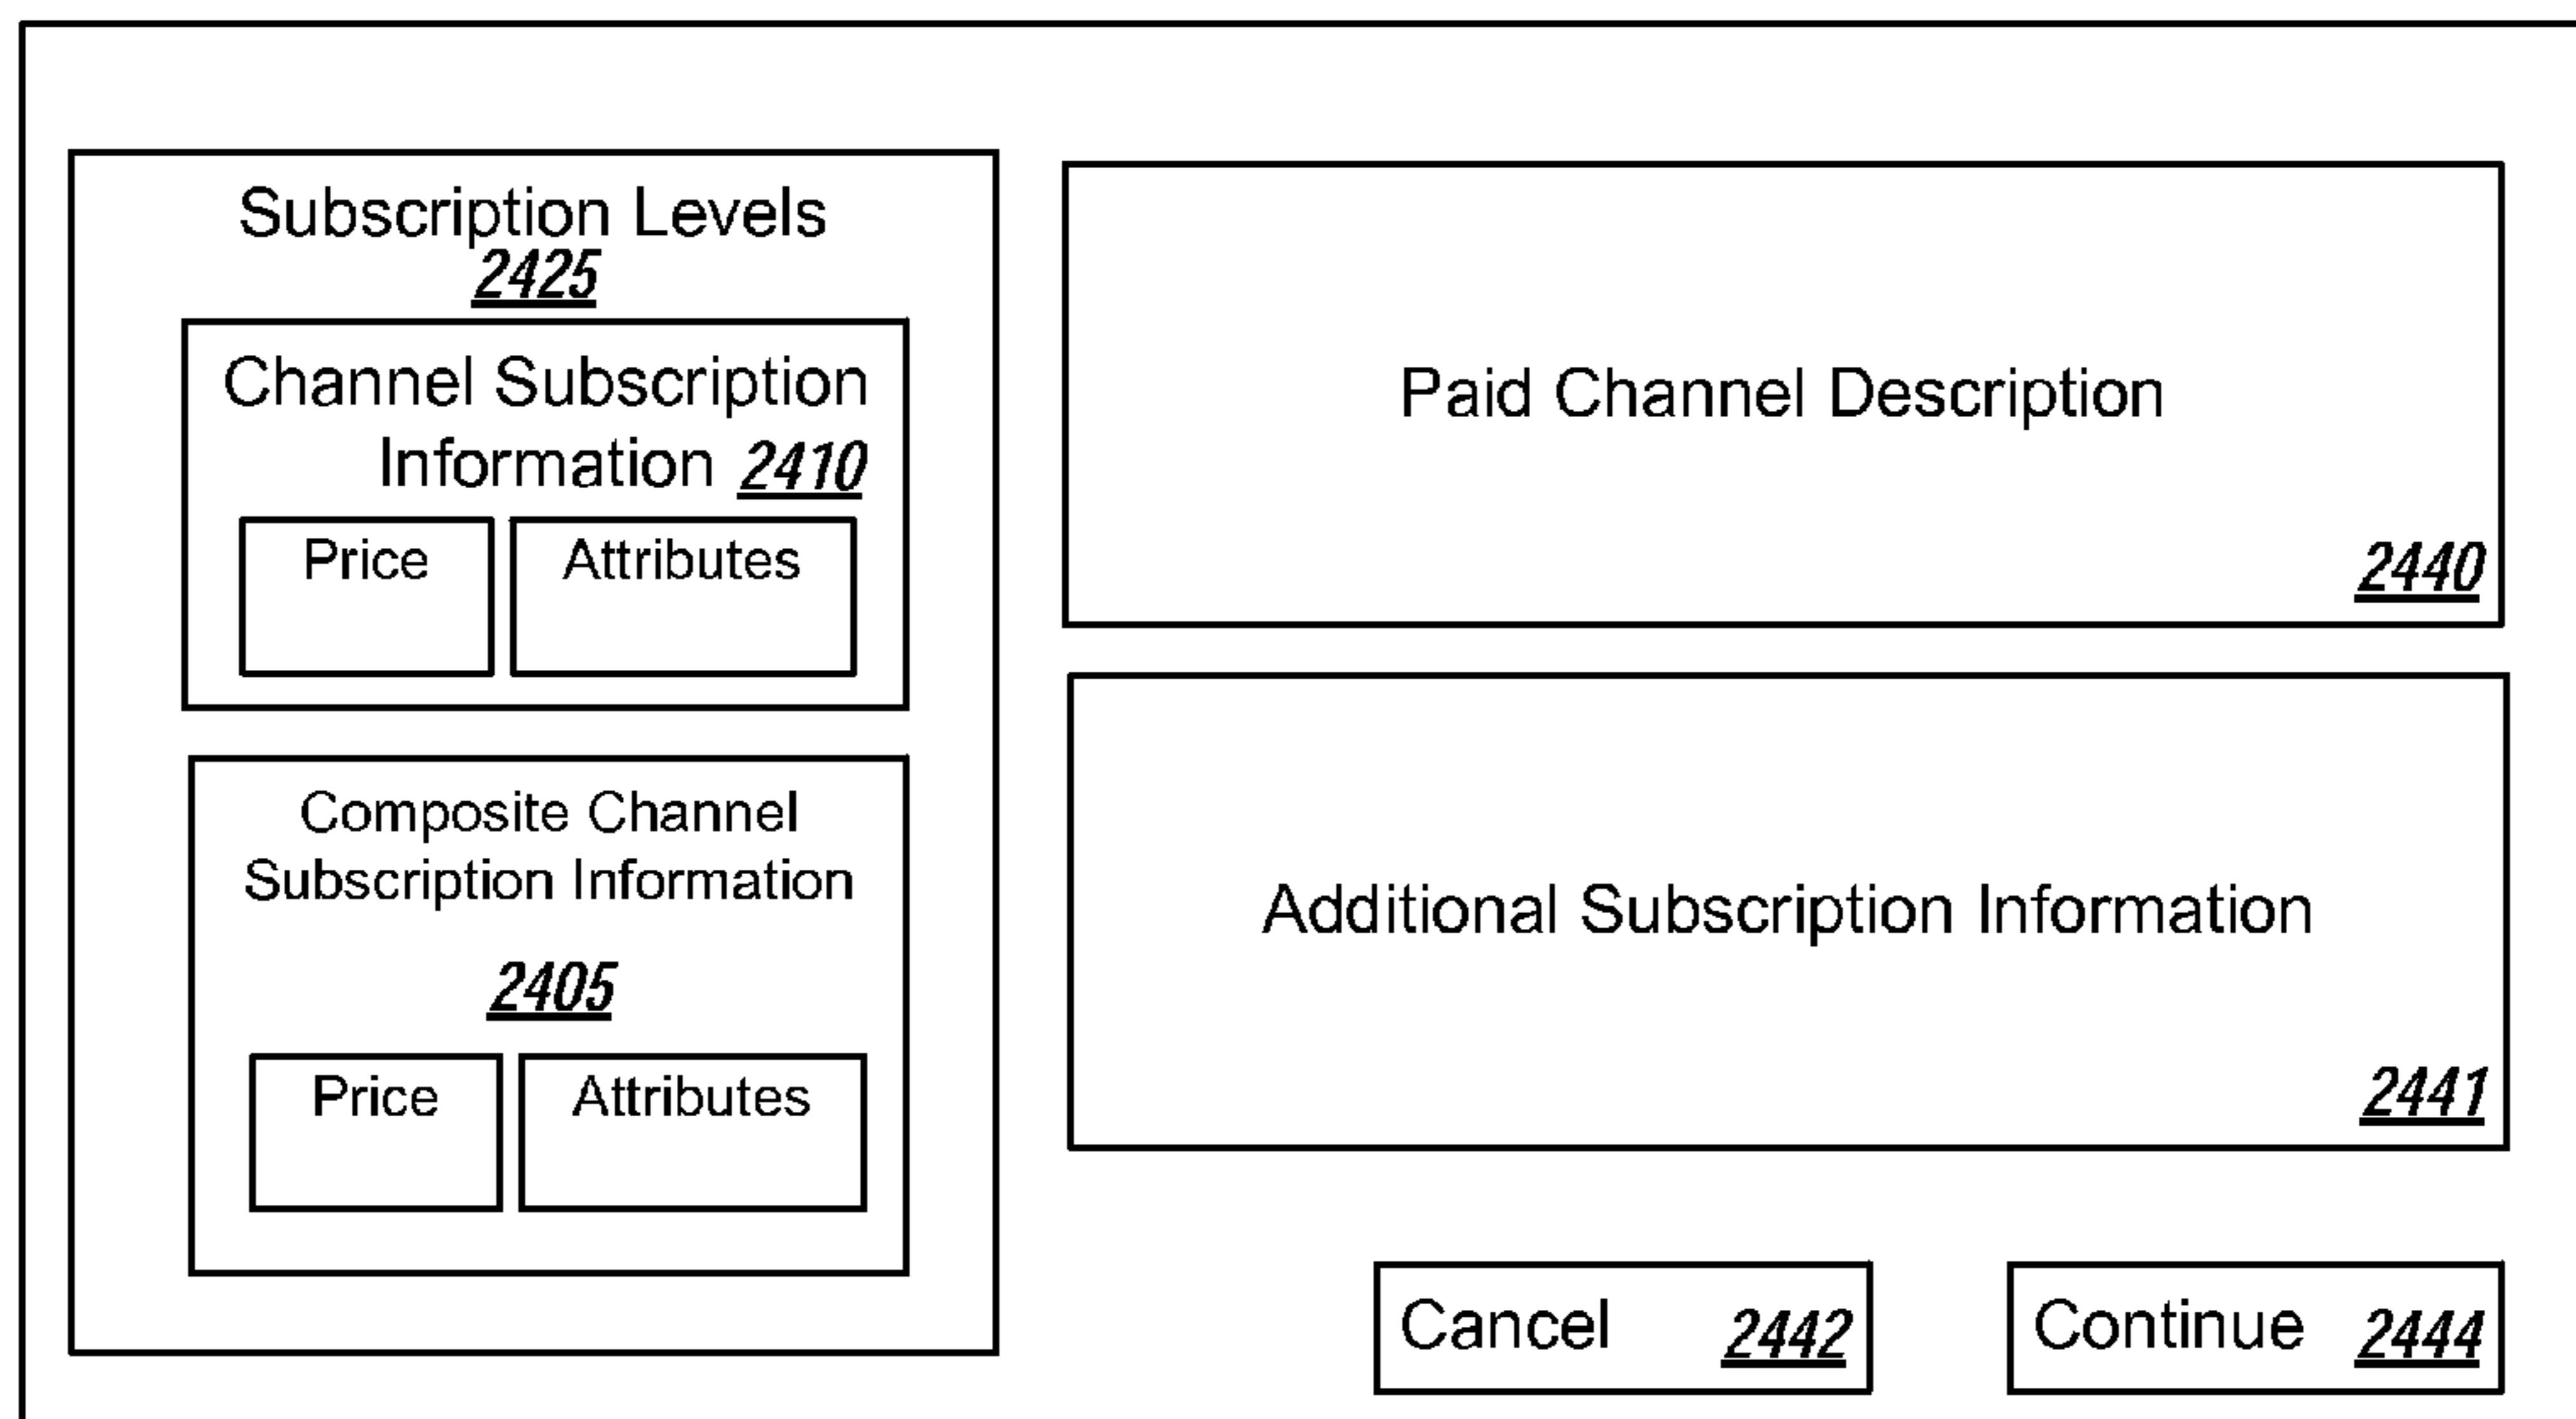 Subscription Levels
2425
Channel Subscription
Information 2410
Price
Attributes
Composite Channel
Subscription Information
2405
Price
Attributes
Paid Channel Description
2440
Additional Subscription Information
2441
Cancel 2442
Continue 2444